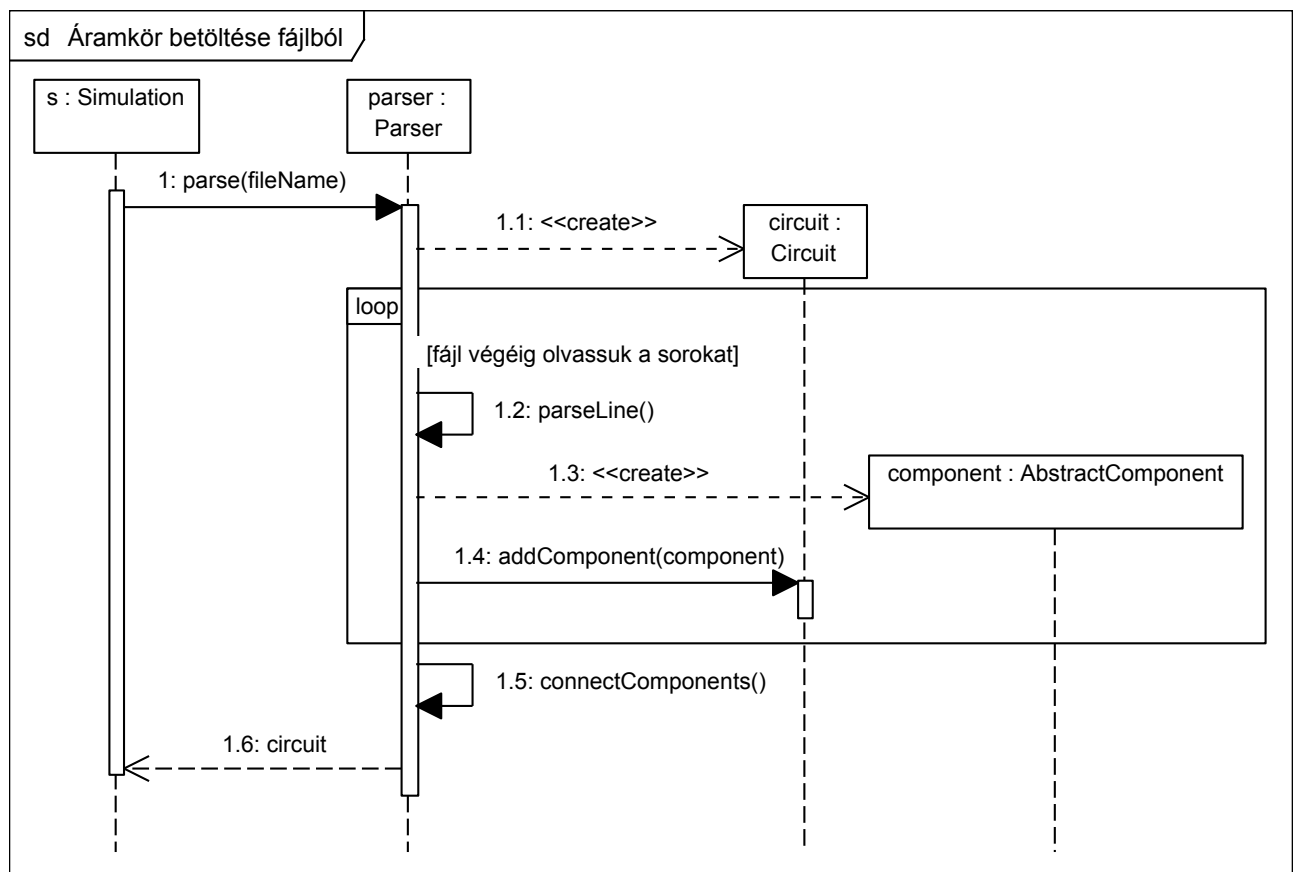 sd Áramkör betöltése fájlból
s : Simulation
parser :
Parser
1: parse(fileName)
1.1: <<create>>
circuit :
Circuit
loop
[fájl végéig olvassuk a sorokat]
1.2: parseLine()
1.3: <<create>>
component : AbstractComponent
1.4: addComponent(component)
1.5: connectComponents()
1.6: circuit